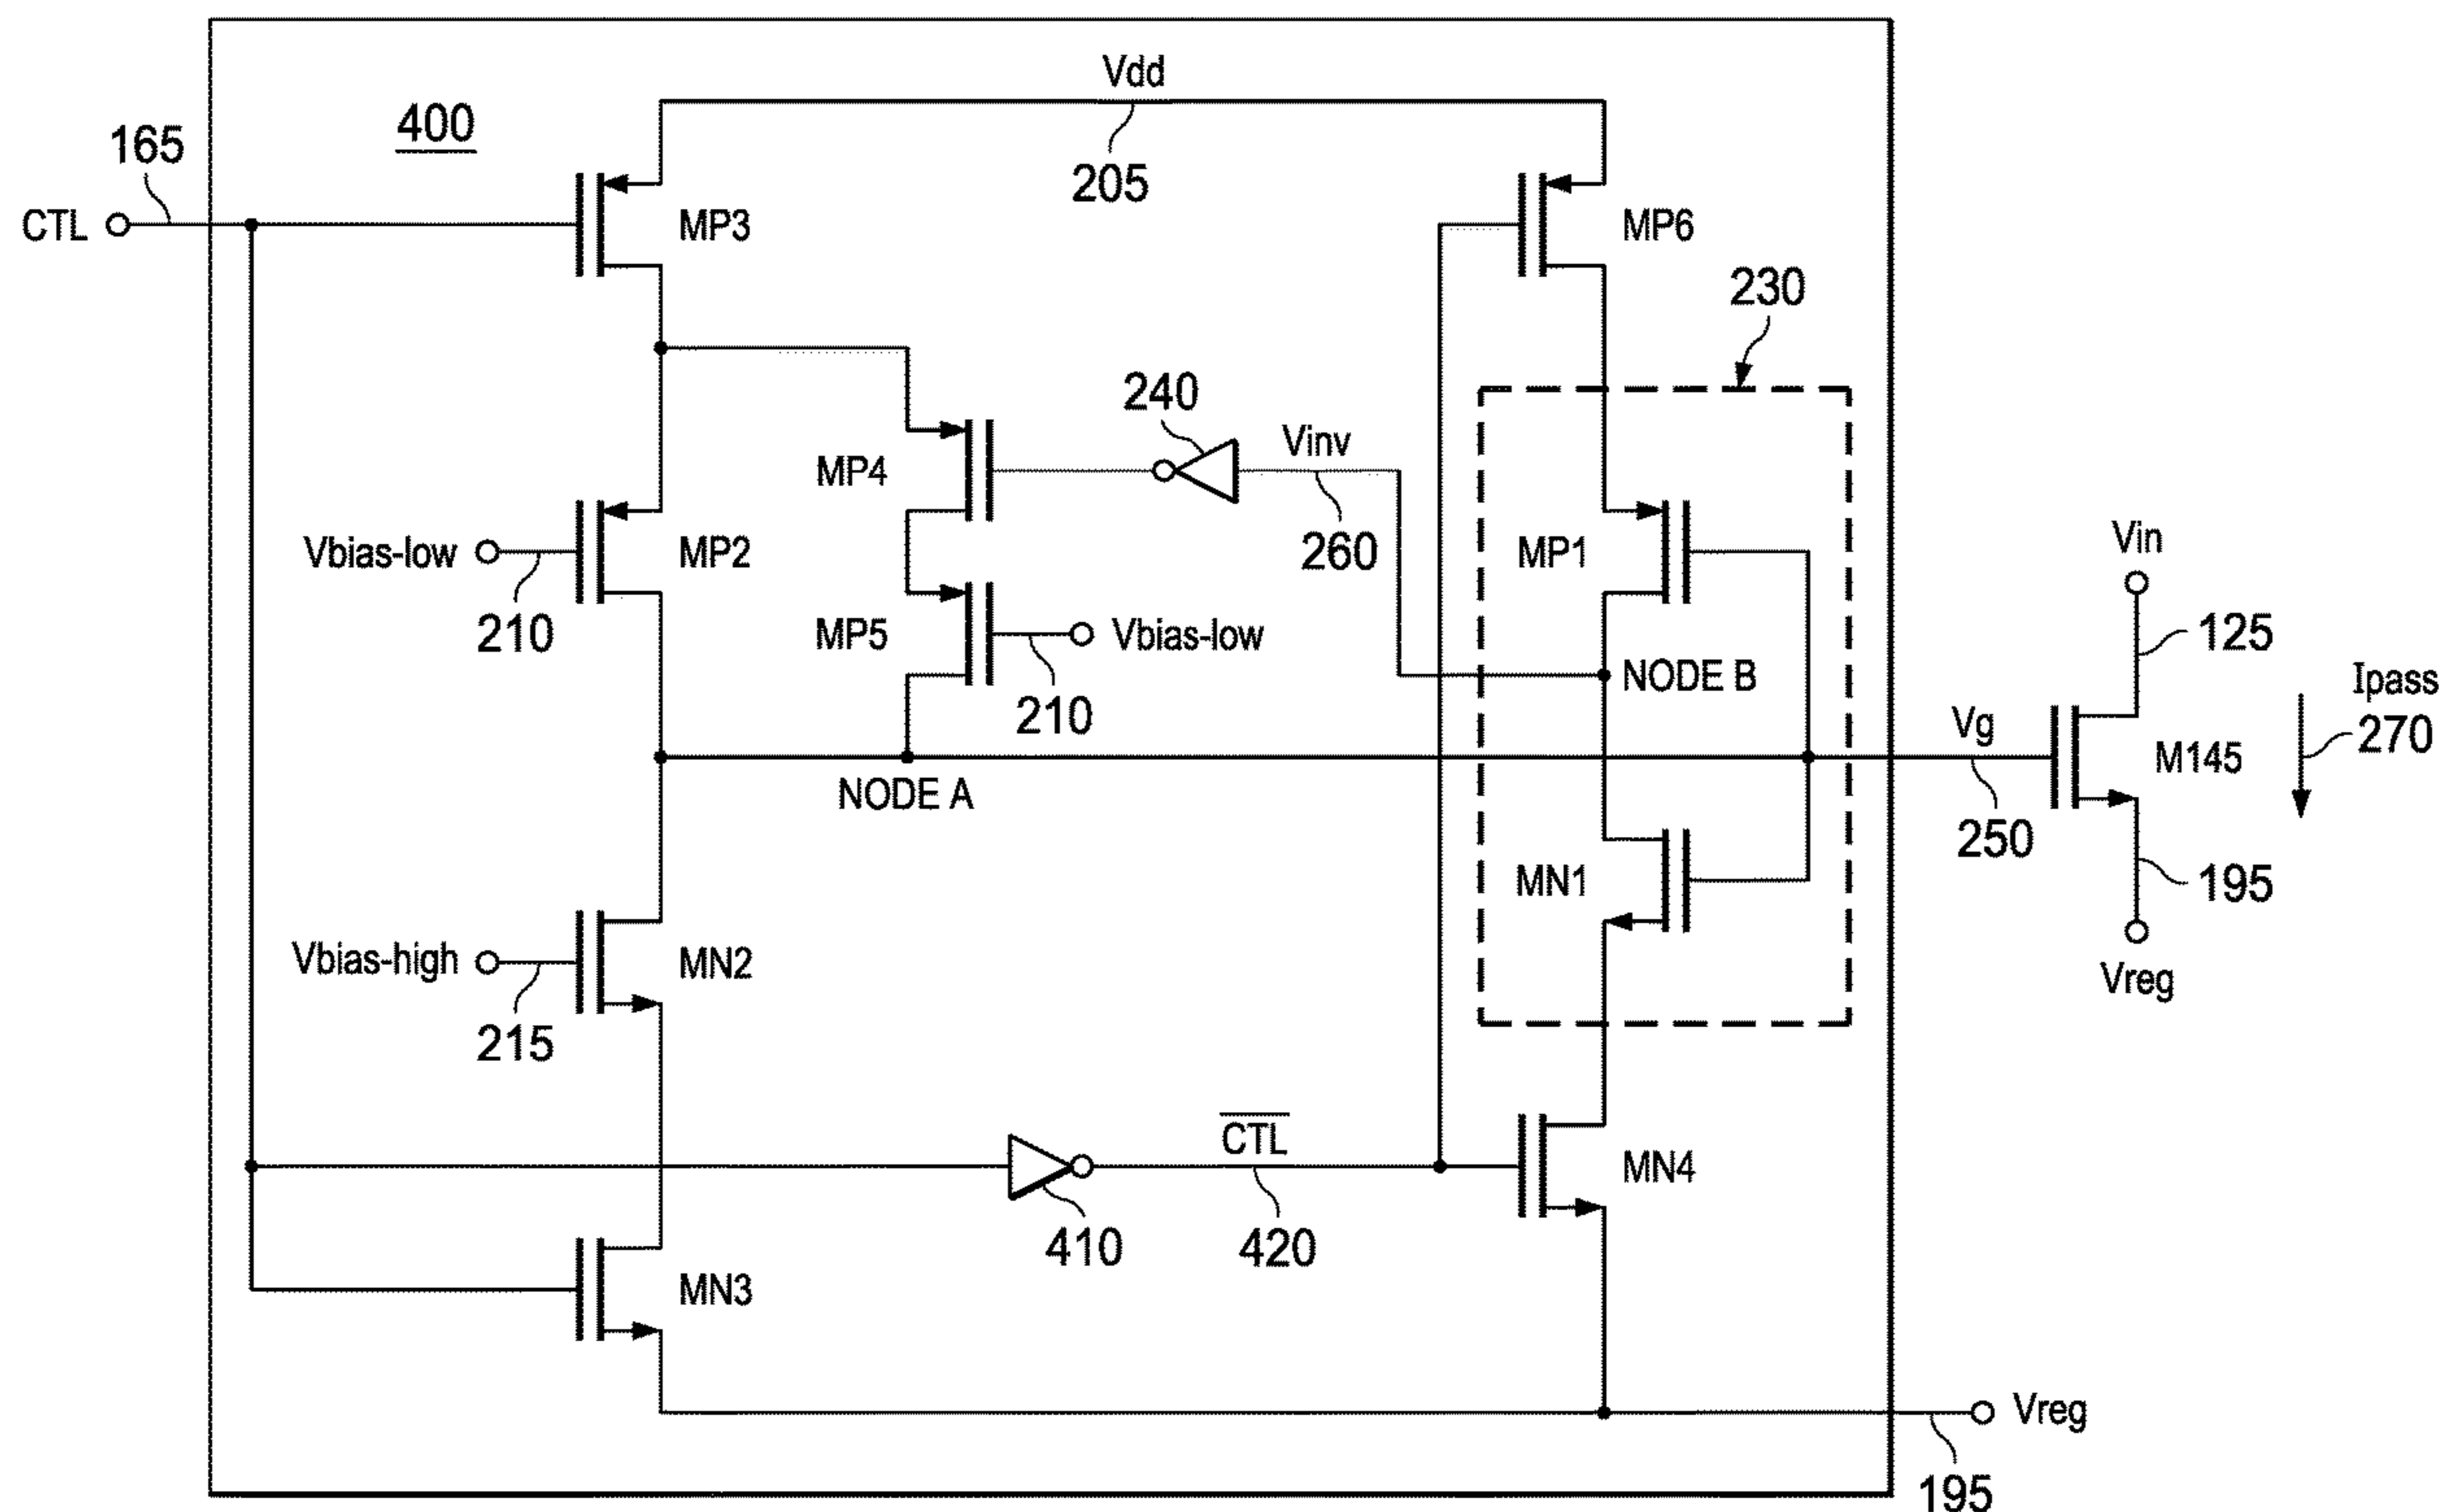 Vdd
400
165
205
CTL
MP3
MP6
230
240
Vinv
MP4
260
MP1
Vbias-low
MP2
210
Vin
125
MP5
Vbias-low
NODE B
210
Ipass
270
Vg
M145
NODE A
250
MN1
195
Vreg
Vbias-high
MN2
215
CTL
MN4
410
420
MN3
Vreg
195